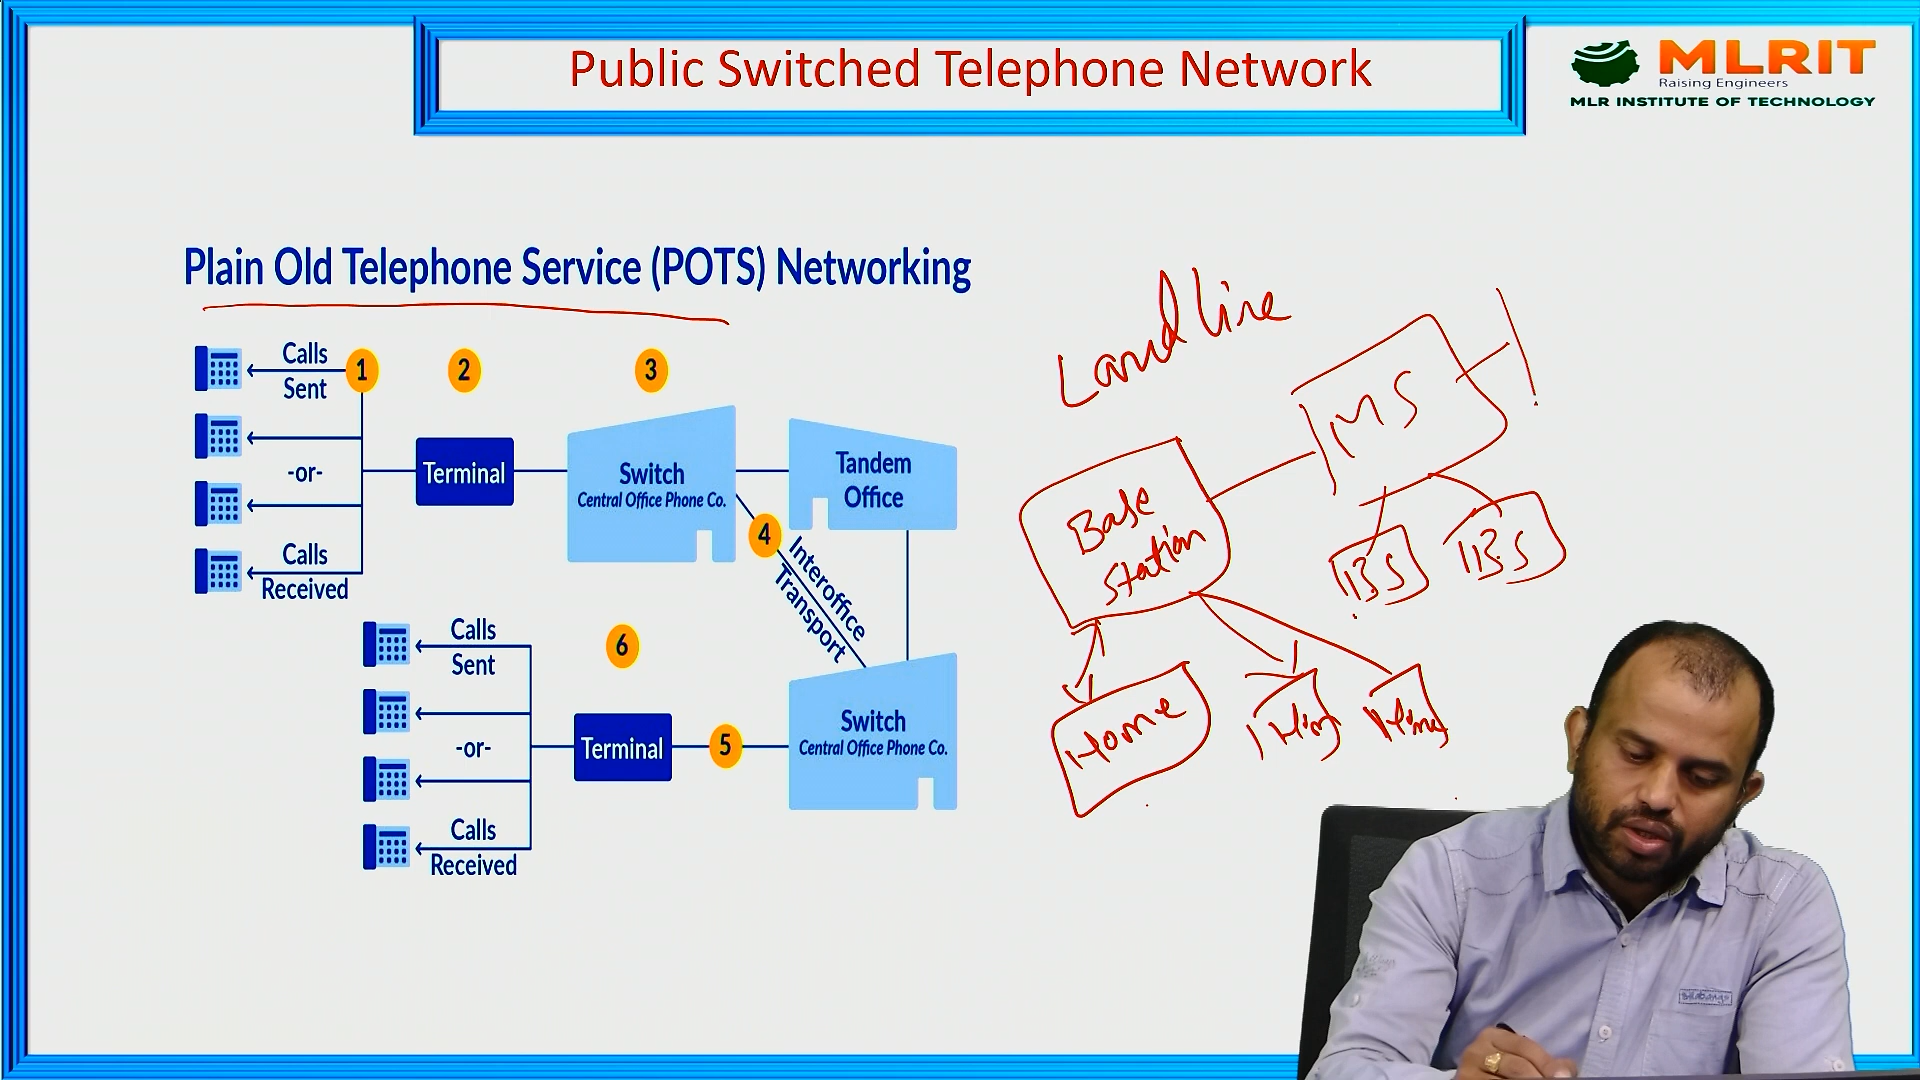 Public Switched Telephone Network
MLRIT
Raising Engineers
MLR INSTITUTE OF TECHNOLOGY
Plain Old Telephone Service (POTS) Networking
Calls
Sent
1
2
3
-or-
Calls
Received
Terminal
Switch
Central Office Phone Co.
Tandem
Office
4
Interoffice
Transport
Calls
Sent
6
-or-
Calls
Received
Terminal
5
Switch
Central Office Phone Co.
Landline
MS
Base
Station
BS
BS
Home